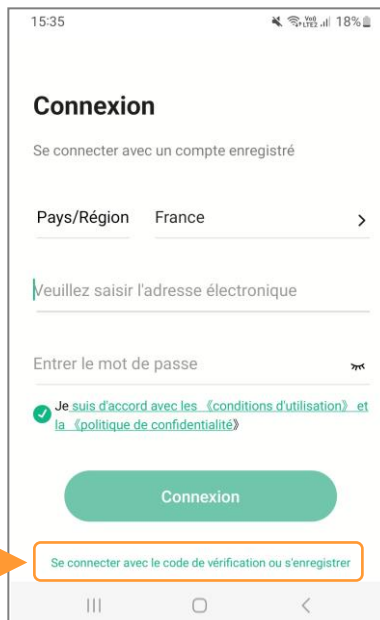 15:35 Vo)) LTE2 18%
Connexion
Se connecter avec un compte enregistré
Pays/Région France
Veuillez saisir l'adresse électronique
Entrer le mot de passe
Je suis d'accord avec les 《conditions d'utilisation》 et
la 《politique de confidentialité》
Connexion
Se connecter avec le code de vérification ou s'enregistrer